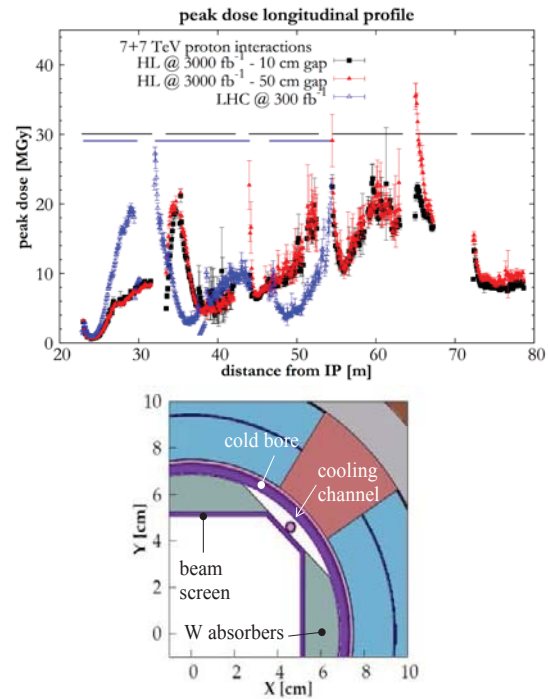 peak dose longitudinal profile
7+7 TeV proton interactions
HL @ 3000 fb⁻¹ - 10 cm gap
HL @ 3000 fb⁻¹ - 50 cm gap
LHC @ 300 fb⁻¹
peak dose [MGy]
40
30
20
10
0
20 30 40 50 60 70 80
distance from IP [m]
10
8
6
4
2
0
Y [cm]
cold bore
cooling
channel
beam
screen
W absorbers
0 2 4 6 8 10
X [cm]